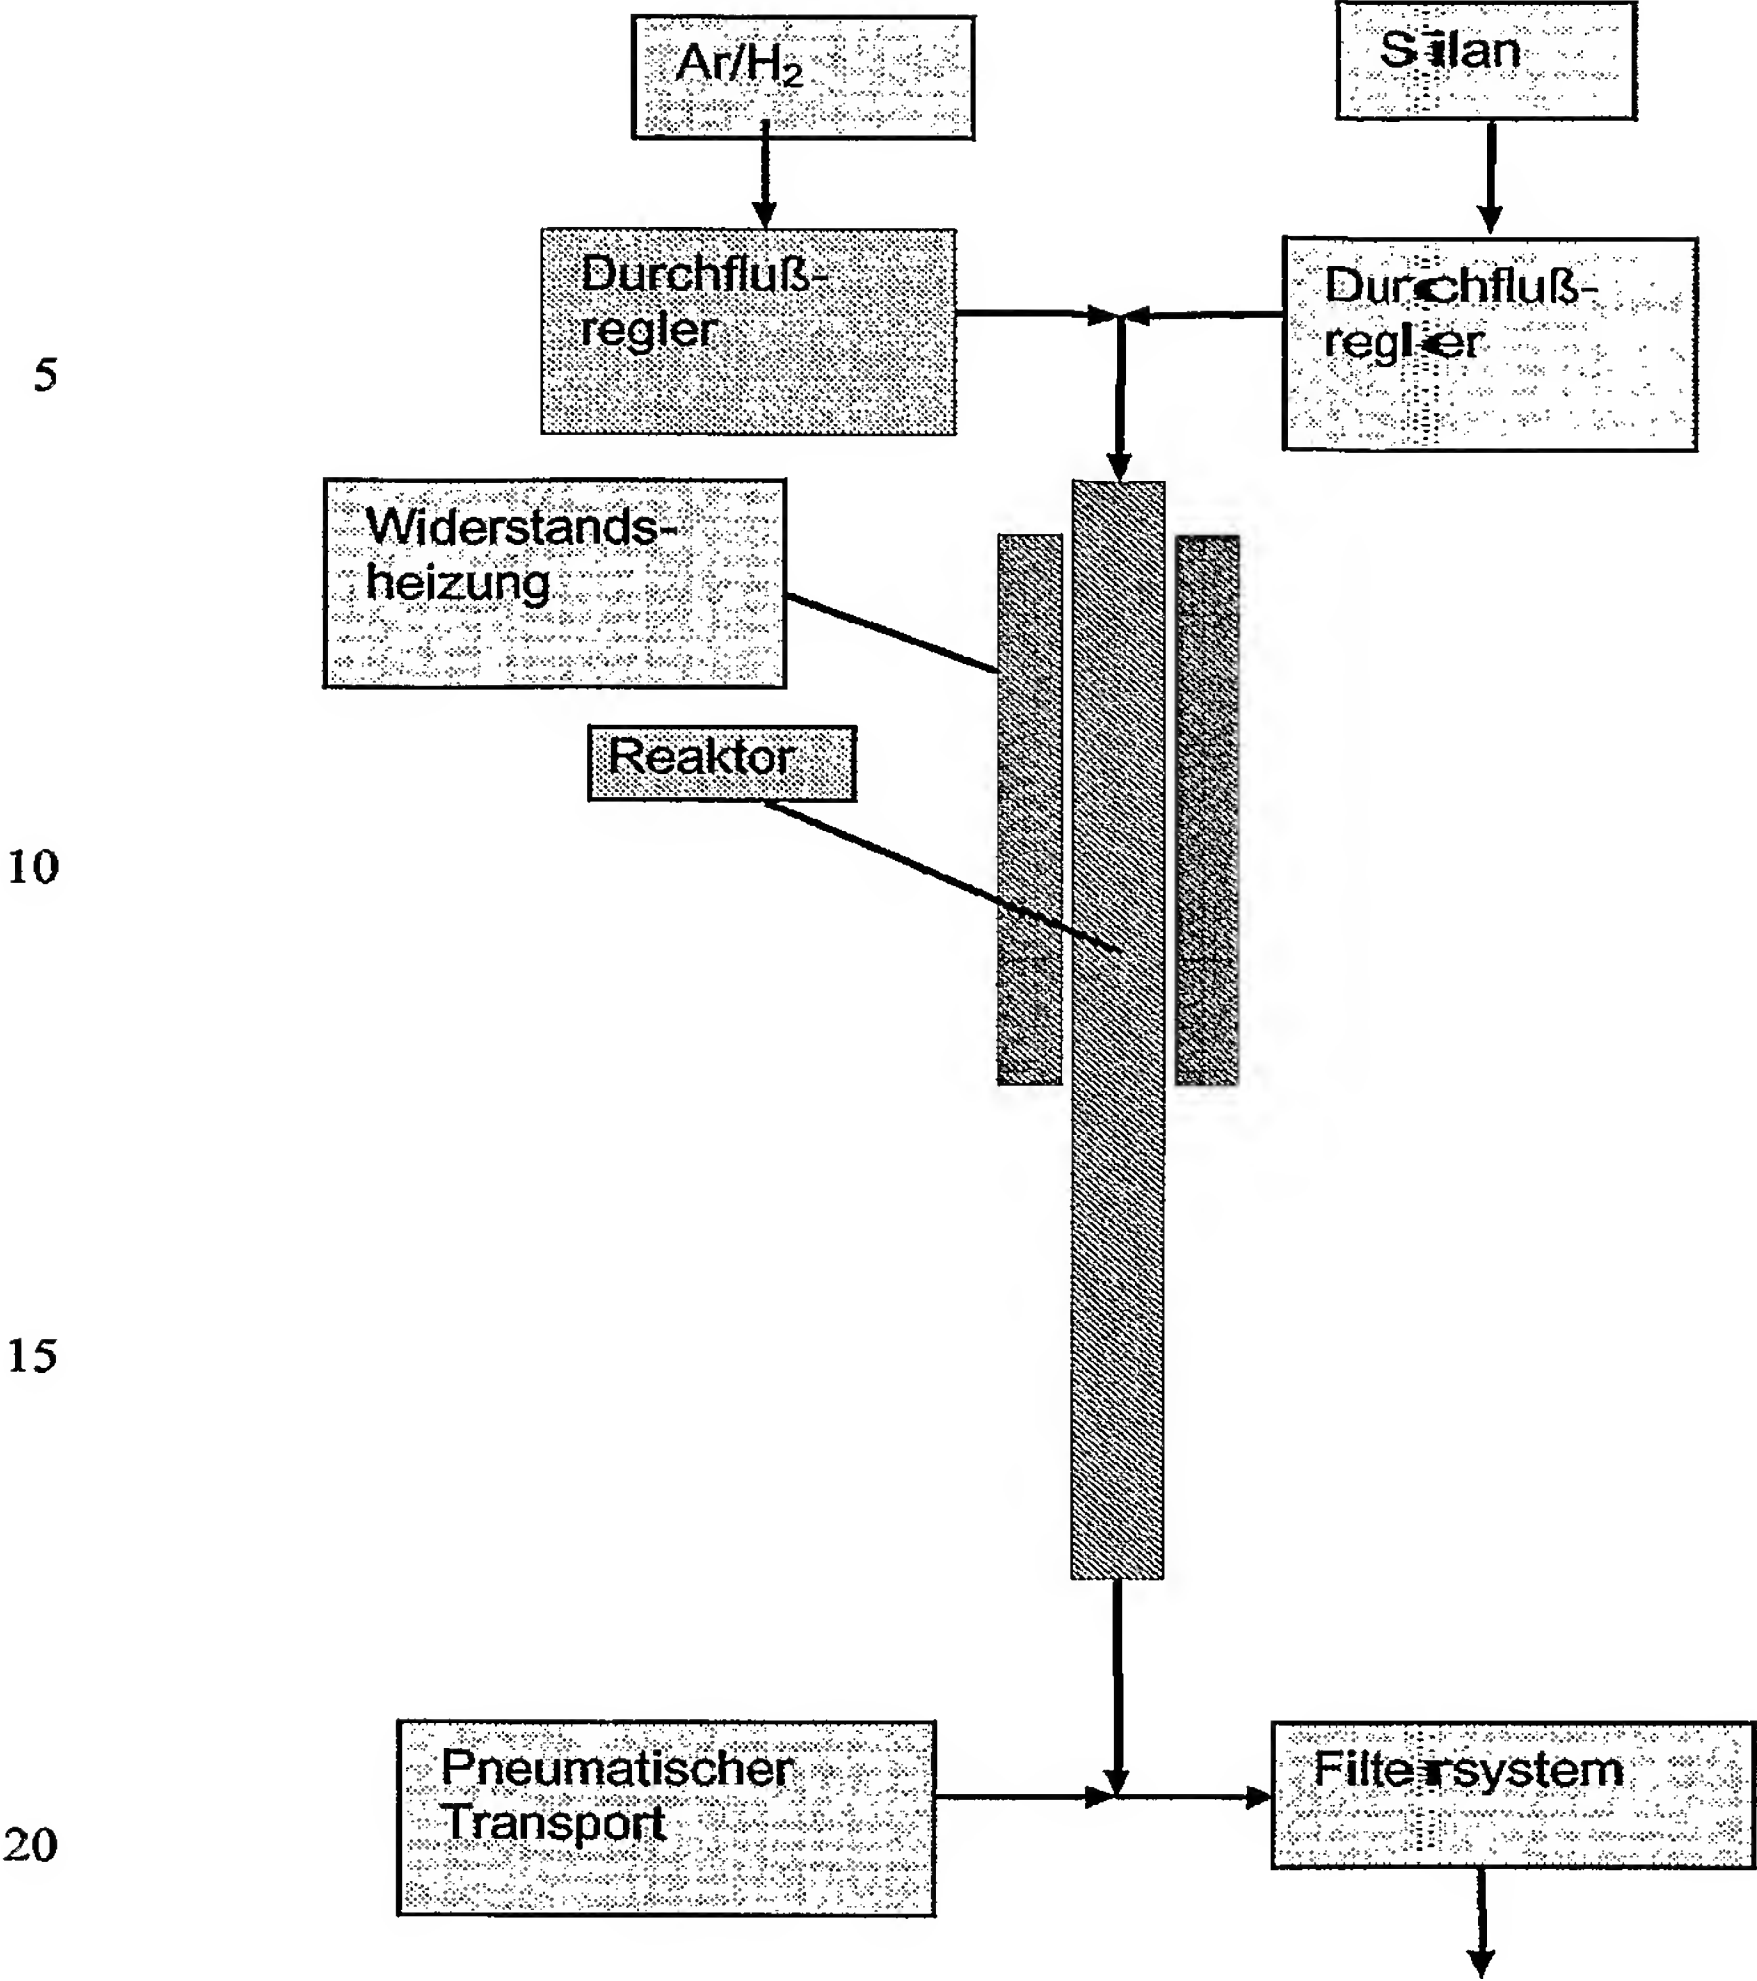 Ar/H₂
Silan
Durchfluß-
regler
Durchfluß-
regler
5
Widerstands-
heizung
Reaktor
10
15
Pneumatischer
Transport
Filtersystem
20